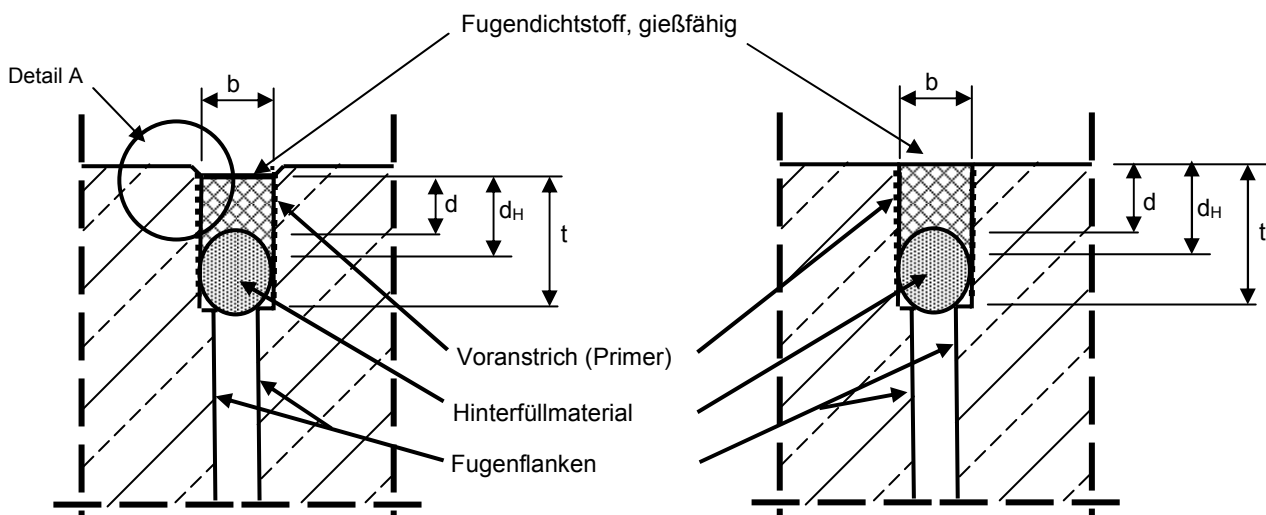 Fugendichtstoff, gießfähig
Detail A
b
b
d
dH
t
d
dH
t
Voranstrich (Primer)
Hinterfüllmaterial
Fugenflanken